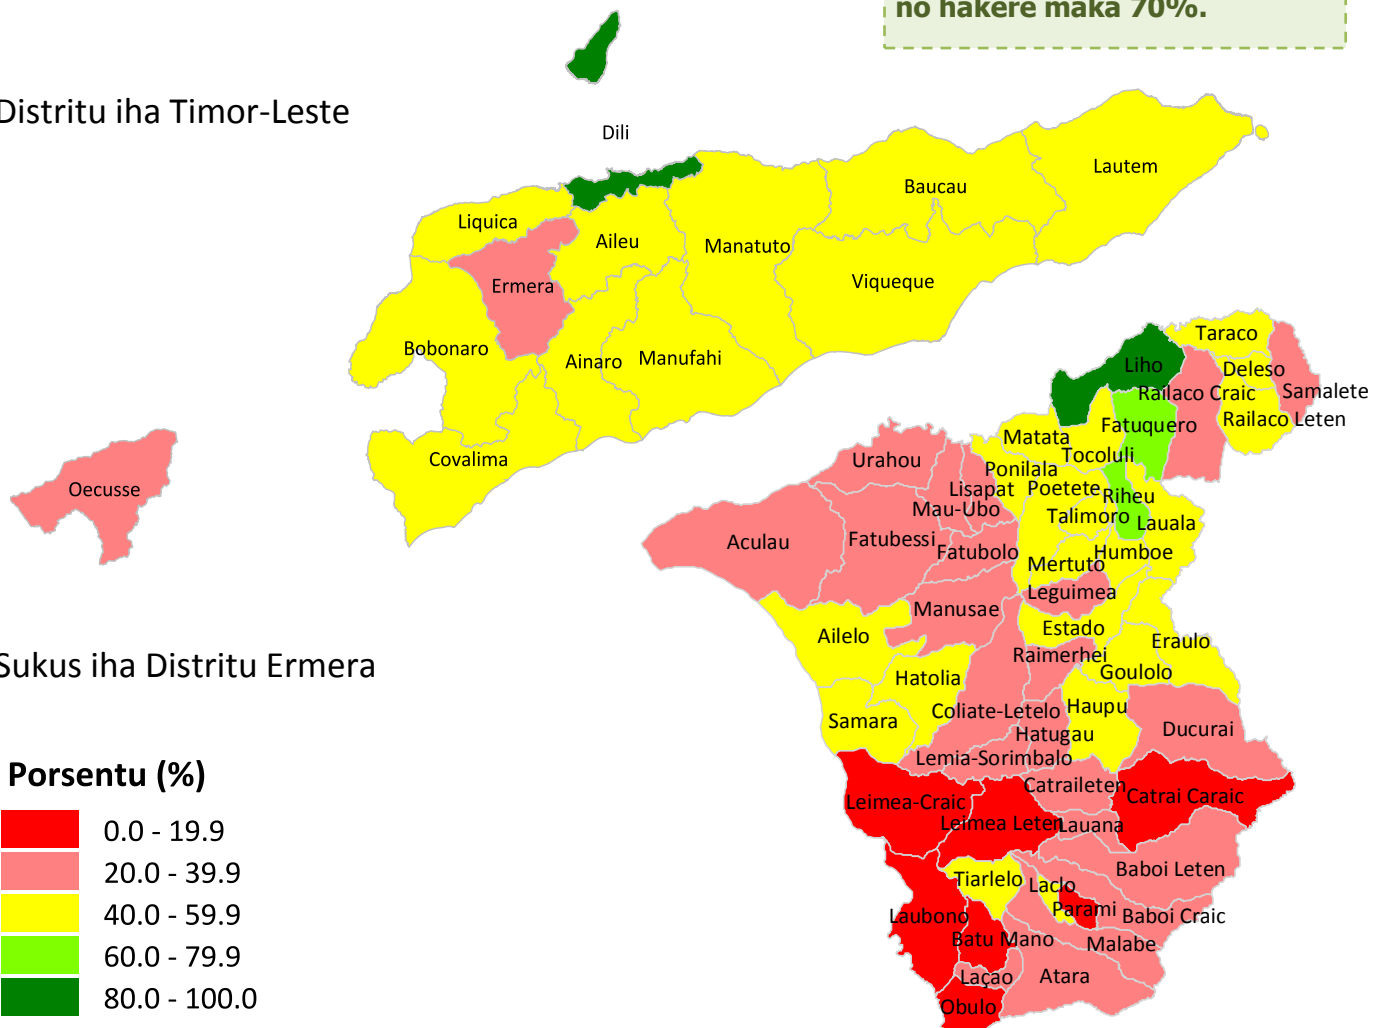 no hakere maka 70%.
Distritu iha Timor-Leste
Dili
Lautem
Baucau
Liquica
Aileu
Manatuto
Viqueque
Ermera
Bobonaro
Ainaro
Manufahi
Covalima
Oecusse
Taraco
Liho
Deleso
Railaco Craic
Samalete
Railaco Leten
Fatuquero
Matata
Tocoluli
Urahou
Ponilala
Lisapat
Poetete
Riheu
Mau-Ubo
Talimoro
Lauala
Aculau
Fatubessi
Fatubolo
Humboe
Mertuto
Leguimea
Manusae
Estado
Ailelo
Eraulo
Raimerhei
Goulolo
Hatolia
Haupu
Coliate-Letelo
Samara
Hatugau
Ducurai
Lemia-Sorimbalo
Catraileten
Catrai Caraic
Leimea-Craic
Leimea Leten
Lauana
Baboi Leten
Tiarlelo
Laclo
Parami
Baboi Craic
Laubono
Batu Mano
Malabe
Laçao
Atara
Obulo
Sukus iha Distritu Ermera
Porsentu (%)
0.0 - 19.9
20.0 - 39.9
40.0 - 59.9
60.0 - 79.9
80.0 - 100.0